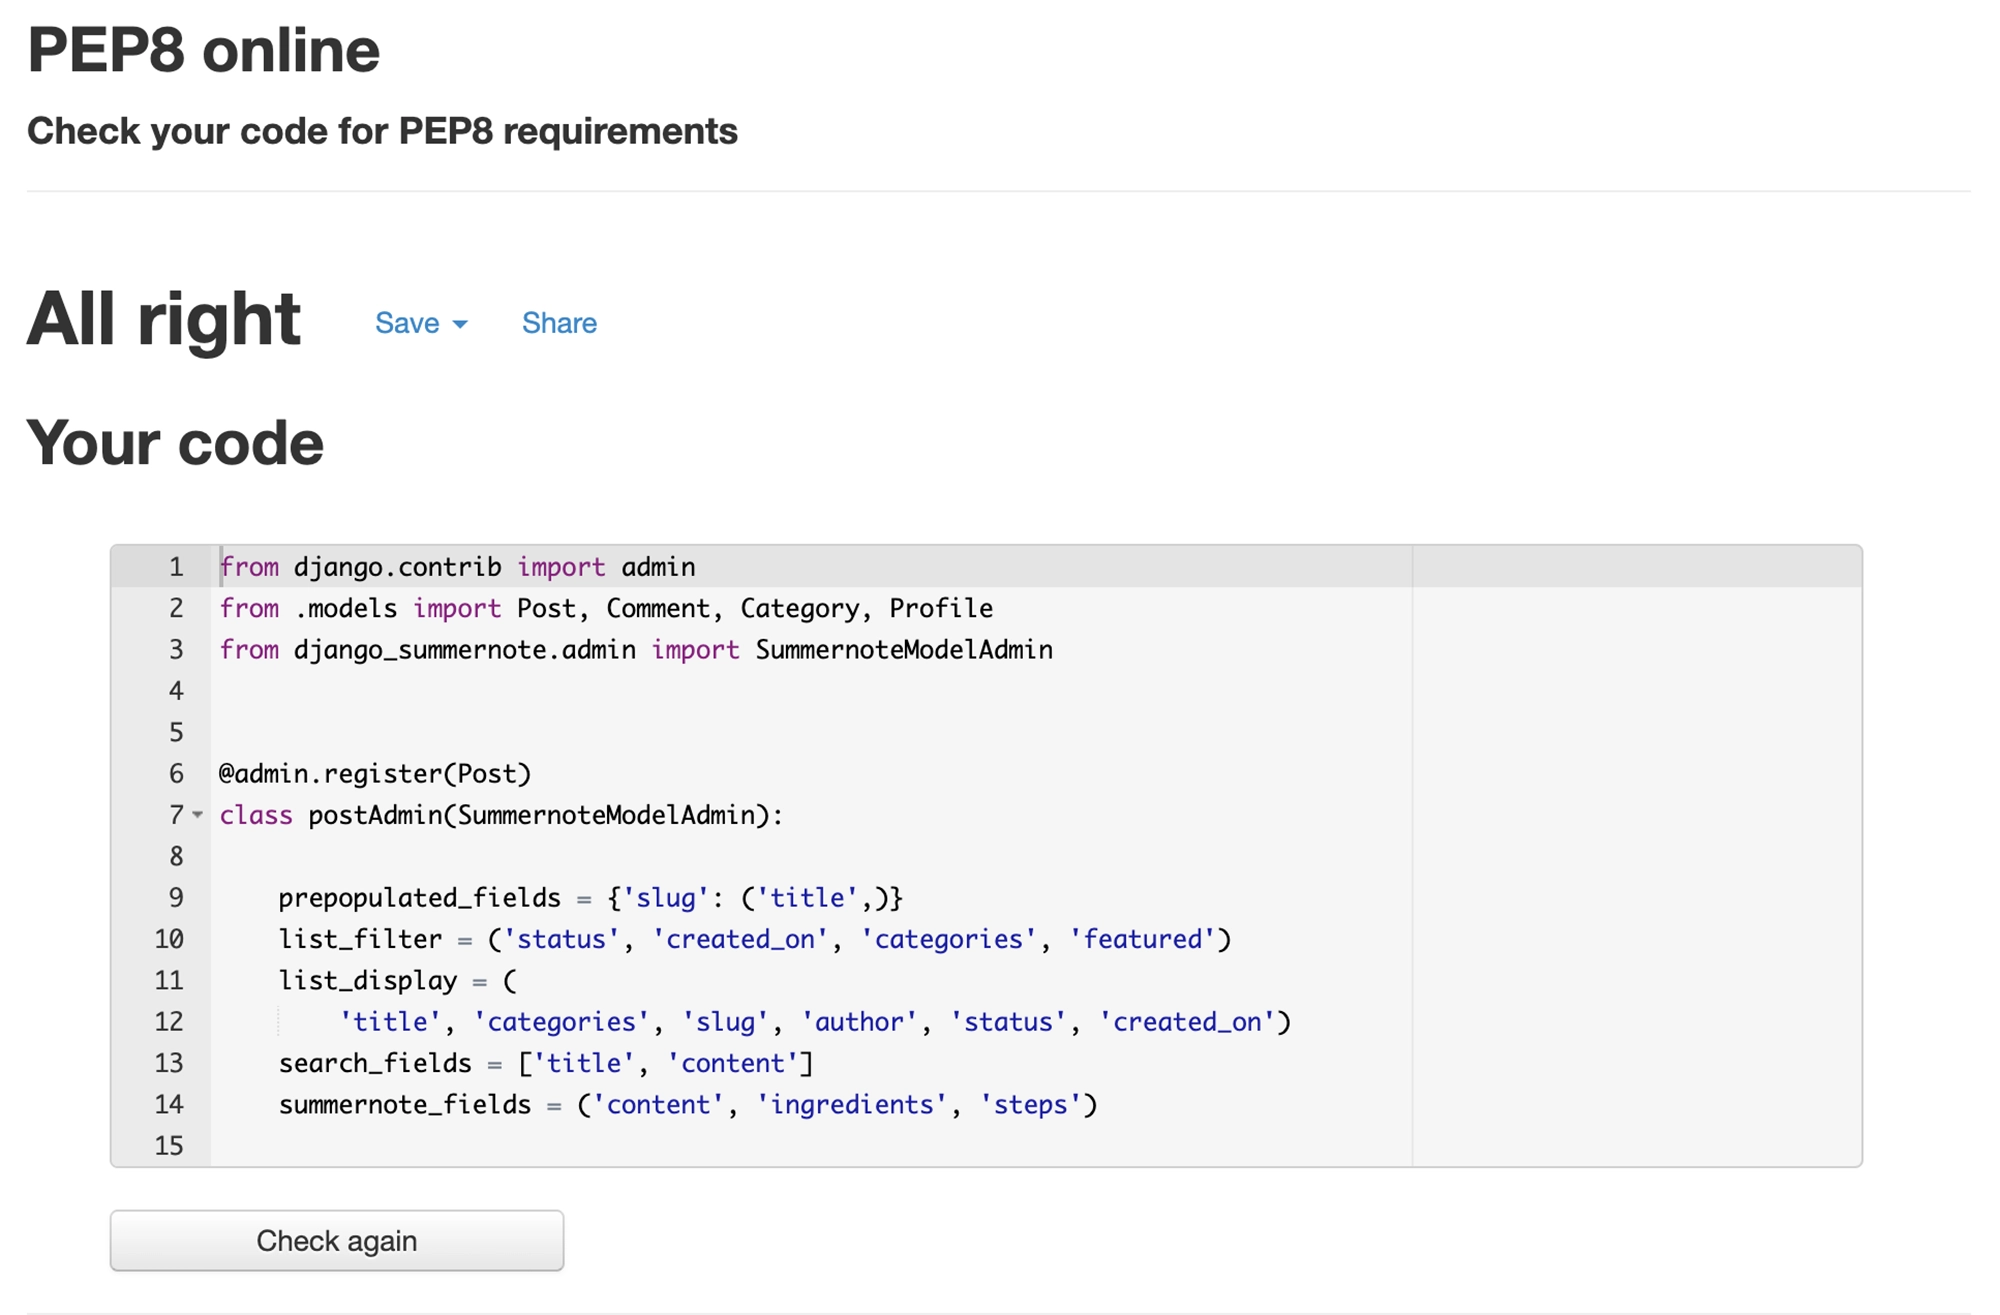 PEP8 online
Check your code for PEP8 requirements
All right Save Share
Your code
1 from django.contrib import admin
2 from .models import Post, Comment, Category, Profile
3 from django_summernote.admin import SummernoteModelAdmin
4
5
6 @admin.register(Post)
7 class postAdmin(SummernoteModelAdmin):
8
9     prepopulated_fields = {'slug': ('title',)}
10     list_filter = ('status', 'created_on', 'categories', 'featured')
11     list_display = (
12         'title', 'categories', 'slug', 'author', 'status', 'created_on')
13     search_fields = ['title', 'content']
14     summernote_fields = ('content', 'ingredients', 'steps')
15
Check again